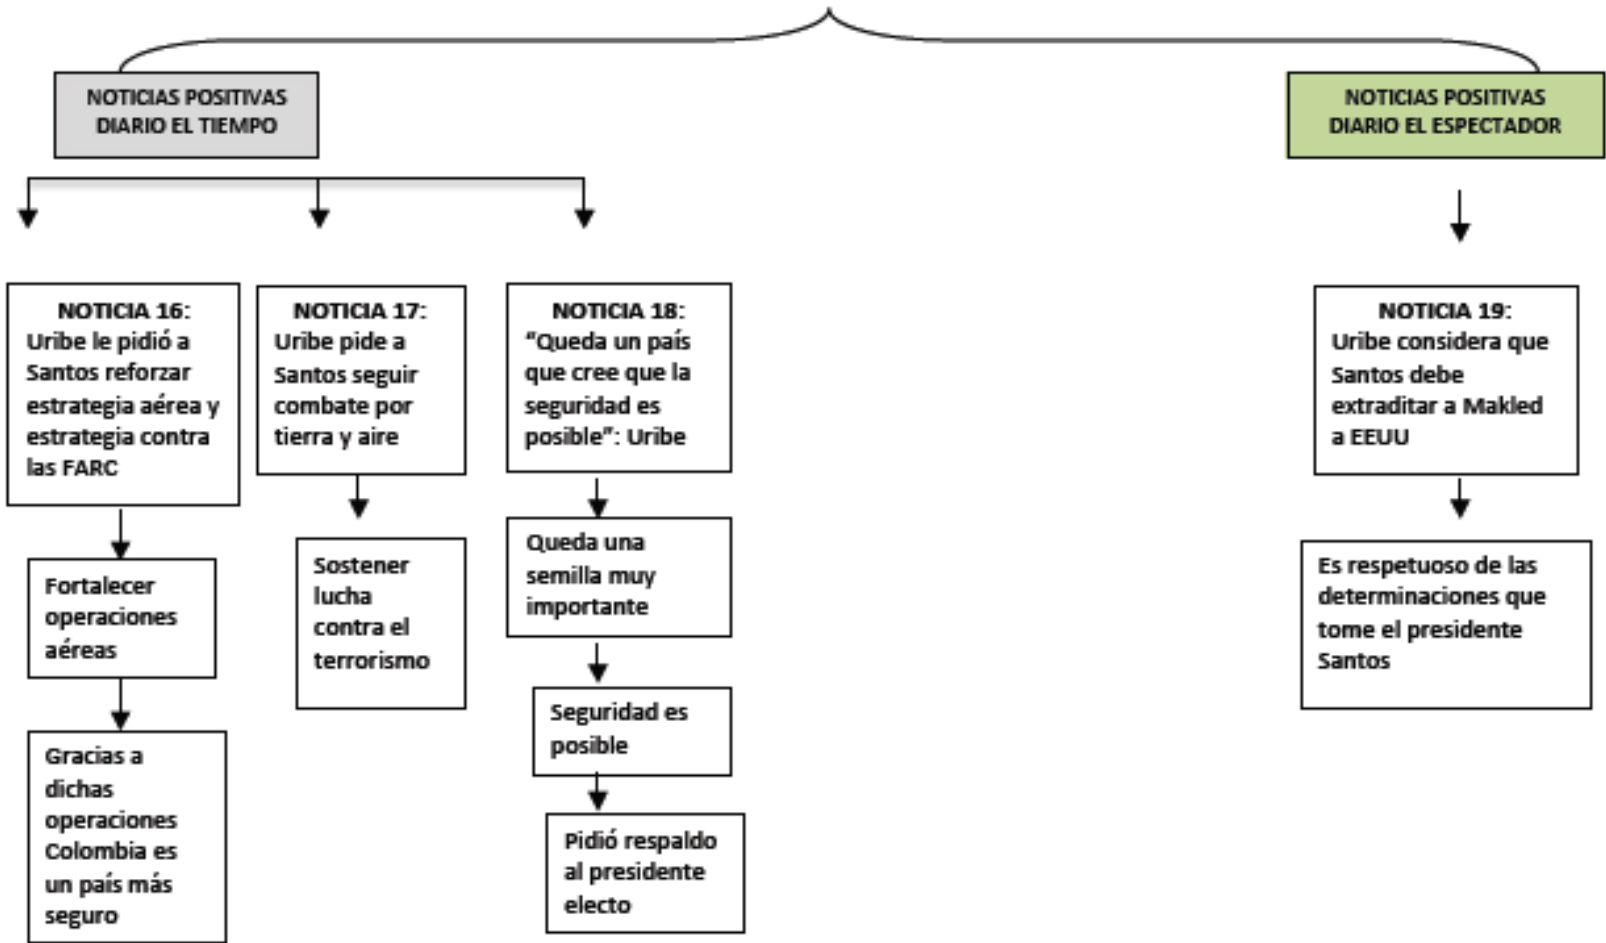 NOTICIAS POSITIVAS
DIARIO EL TIEMPO
NOTICIAS POSITIVAS
DIARIO EL ESPECTADOR
NOTICIA 16:
Uribe le pidió a
Santos reforzar
estrategia aérea y
estrategia contra
las FARC
Fortalecer
operaciones
aéreas
Gracias a
dichas
operaciones
Colombia es
un país más
seguro
NOTICIA 17:
Uribe pide a
Santos seguir
combate por
tierra y aire
Sostener
lucha
contra el
terrorismo
NOTICIA 18:
“Queda un país
que cree que la
seguridad es
posible”: Uribe
Queda una
semilla muy
importante
Seguridad es
posible
Pidió respaldo
al presidente
electo
NOTICIA 19:
Uribe considera que
Santos debe
extraditar a Makled
a EEUU
Es respetuoso de las
determinaciones que
tome el presidente
Santos